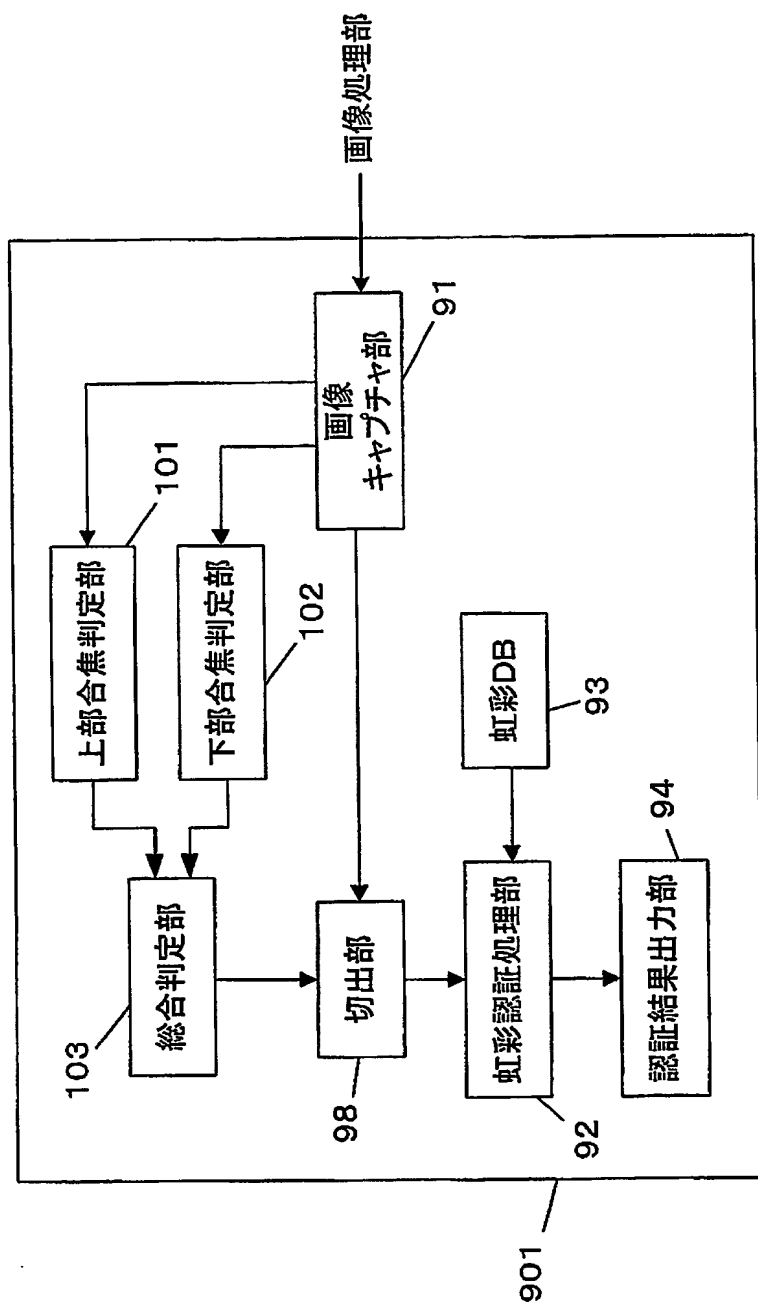 画像処理部
画像
キャプチャ部
91
上部合焦判定部
101
下部合焦判定部
102
総合判定部
103
切出部
98
虹彩DB
93
虹彩認証処理部
92
認証結果出力部
94
901